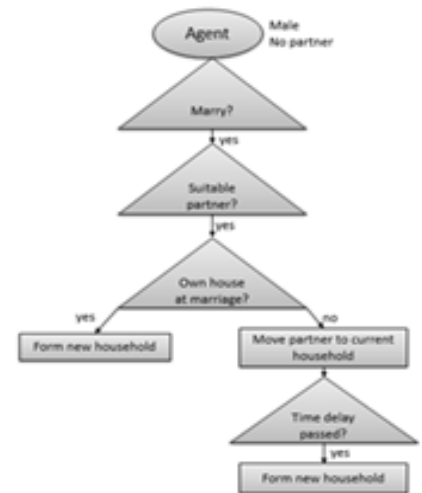 Agent
Male
No partner
Marry?
yes
Suitable
partner?
yes
Own house
at marriage?
yes
no
Form new household
Move partner to current
household
Time delay
passed?
yes
Form new household